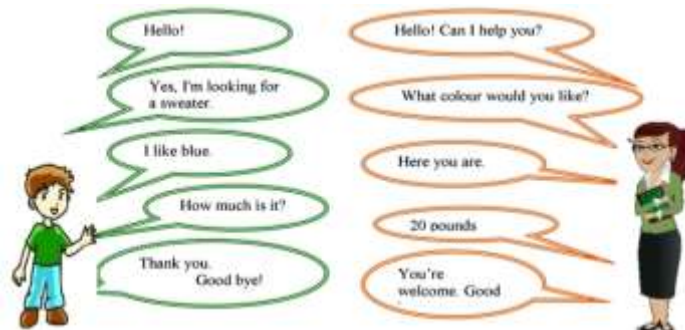 Hello!
Hello! Can I help you?
Yes, I'm looking for
a sweater.
What colour would you like?
I like blue.
Here you are.
How much is it?
20 pounds
Thank you.
Good bye!
You're
welcome. Good